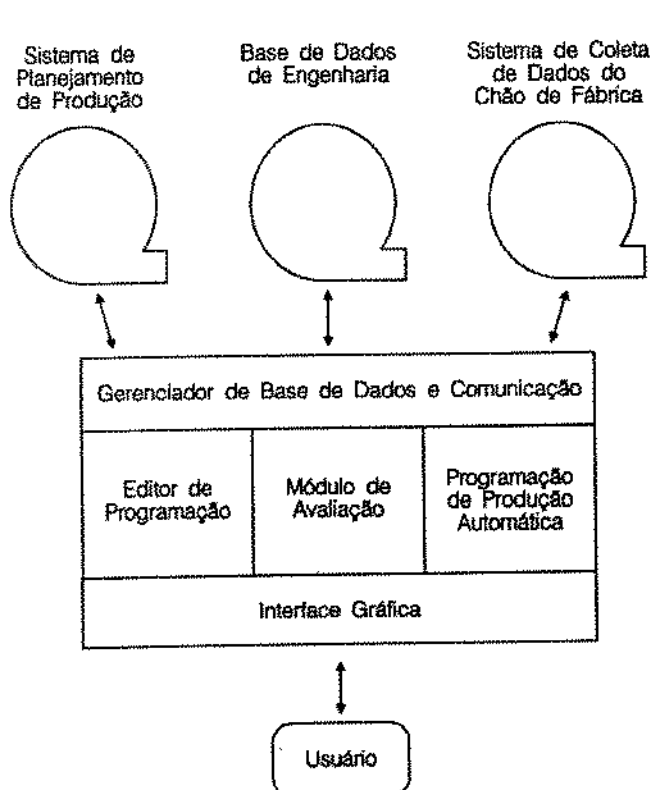 Sistema de
Planejamento
de Produção
Base de Dados
de Engenharia
Sistema de Coleta
de Dados do
Chão de Fábrica
Gerenciador de Base de Dados e Comunicação
Editor de
Programação
Módulo de
Avaliação
Programação
de Produção
Automática
Interface Gráfica
Usuário